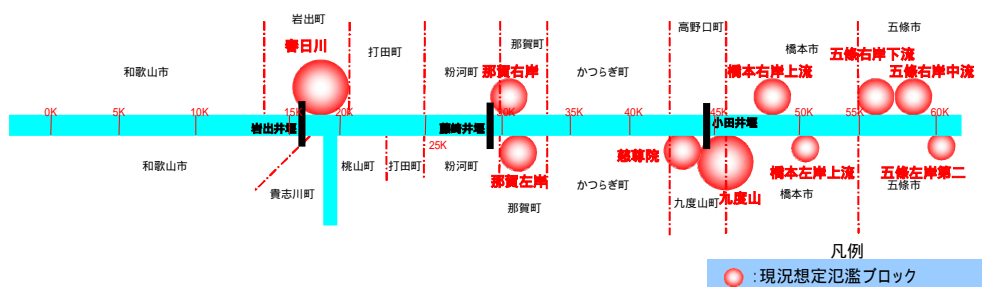 岩出町
春日川
打田町
那賀町
高野口町
五條市
橋本市
五條右岸下流
和歌山市
粉河町
那賀右岸
かつらぎ町
橋本右岸上流
五條右岸中流
0K
5K
10K
15K
20K
30K
40K
45K
50K
55K
60K
岩出井堰
藤崎井堰
小田井堰
25K
和歌山市
桃山町
打田町
粉河町
慈尊院
那賀左岸
かつらぎ町
橋本左岸上流
五條左岸第二
貴志川町
那賀町
九度山町
九度山
橋本市
五條市
凡例
:現況想定氾濫ブロック